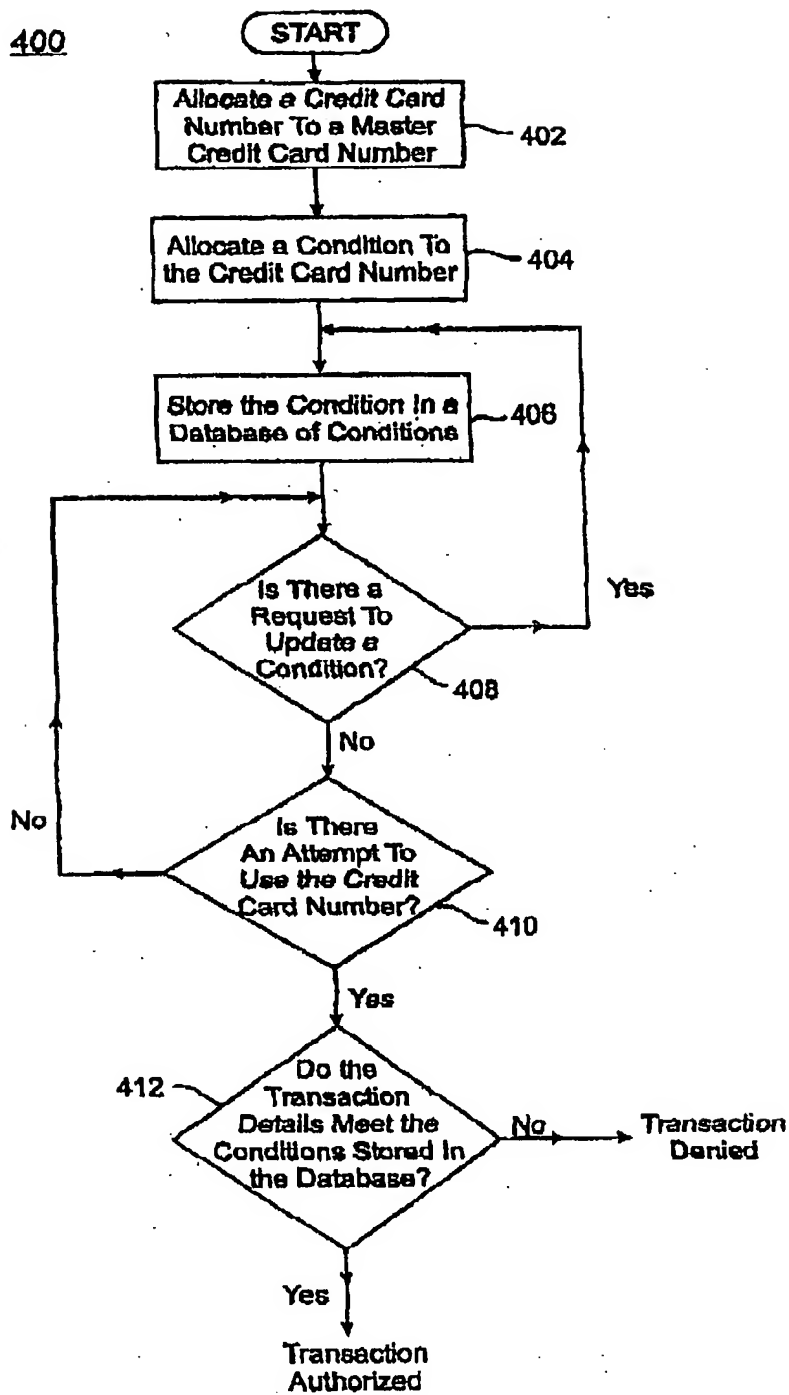 400
START
Allocate a Credit Card
Number To a Master
Credit Card Number
402
Allocate a Condition To
the Credit Card Number
404
Store the Condition In a
Database of Conditions
406
Is There a
Request To
Update a
Condition?
408
Yes
No
Is There
An Attempt To
Use the Credit
Card Number?
410
No
Yes
412
Do the
Transaction
Details Meet the
Conditions Stored In
the Database?
No
Transaction
Denied
Yes
Transaction
Authorized